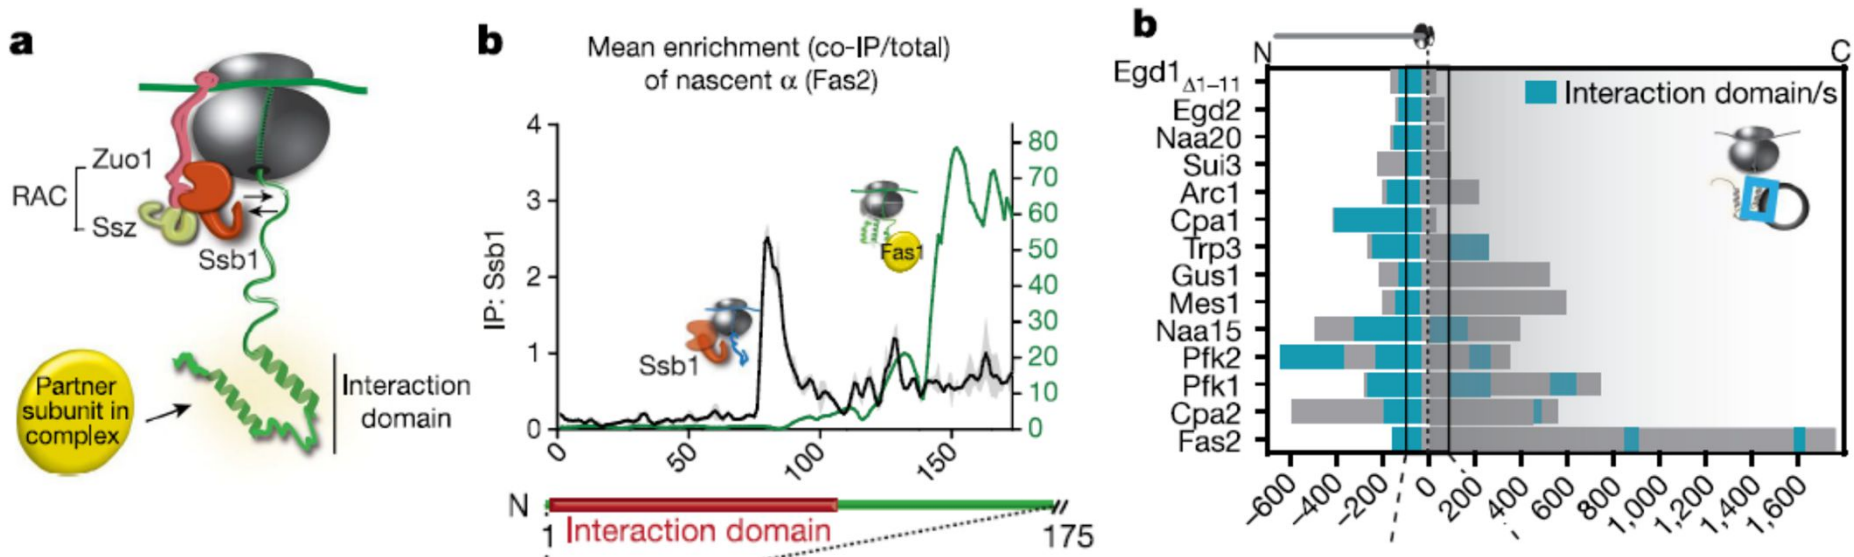 a
Zuo1
RAC
Ssz
Ssb1
Partner
subunit in
complex
Interaction
domain
b
Mean enrichment (co-IP/total)
of nascent α (Fas2)
IP: Ssb1
4
3
2
1
0
80
70
60
50
40
30
20
10
0
Fas1
Ssb1
0
50
100
150
N
1
Interaction domain
175
b
N
C
Egd1 Δ1–11
Egd2
Naa20
Sui3
Arc1
Cpa1
Trp3
Gus1
Mes1
Naa15
Pfk2
Pfk1
Cpa2
Fas2
Interaction domain/s
–600
–400
–200
0
200
400
600
800
1,000
1,200
1,400
1,600